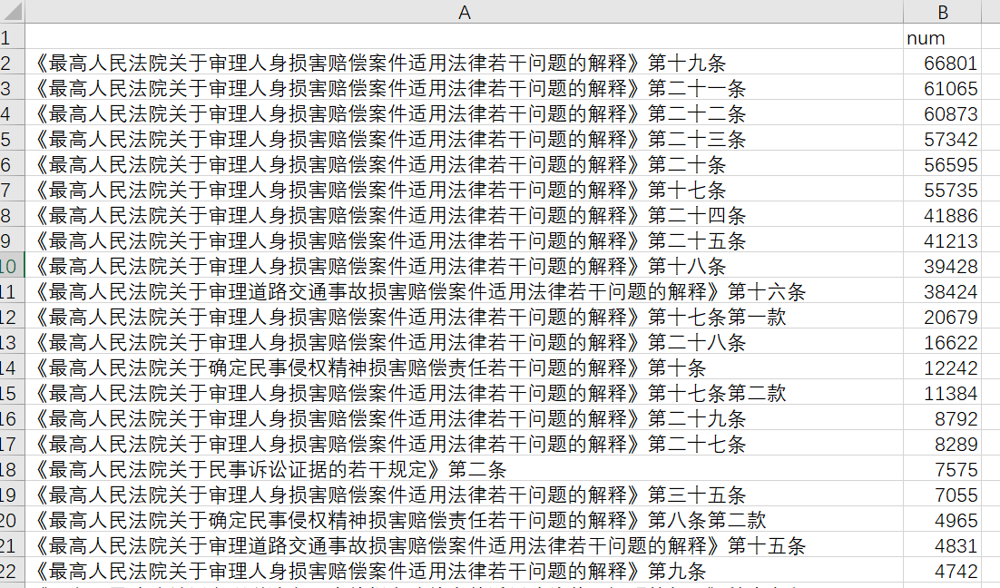 A B
1 num
2 《最高人民法院关于审理人身损害赔偿案件适用法律若干问题的解释》第十九条 66801
3 《最高人民法院关于审理人身损害赔偿案件适用法律若干问题的解释》第二十一条 61065
4 《最高人民法院关于审理人身损害赔偿案件适用法律若干问题的解释》第二十二条 60873
5 《最高人民法院关于审理人身损害赔偿案件适用法律若干问题的解释》第二十三条 57342
6 《最高人民法院关于审理人身损害赔偿案件适用法律若干问题的解释》第二十条 56595
7 《最高人民法院关于审理人身损害赔偿案件适用法律若干问题的解释》第十七条 55735
8 《最高人民法院关于审理人身损害赔偿案件适用法律若干问题的解释》第二十四条 41886
9 《最高人民法院关于审理人身损害赔偿案件适用法律若干问题的解释》第二十五条 41213
10 《最高人民法院关于审理人身损害赔偿案件适用法律若干问题的解释》第十八条 39428
11 《最高人民法院关于审理道路交通事故损害赔偿案件适用法律若干问题的解释》第十六条 38424
12 《最高人民法院关于审理人身损害赔偿案件适用法律若干问题的解释》第十七条第一款 20679
13 《最高人民法院关于审理人身损害赔偿案件适用法律若干问题的解释》第二十八条 16622
14 《最高人民法院关于确定民事侵权精神损害赔偿责任若干问题的解释》第十条 12242
15 《最高人民法院关于审理人身损害赔偿案件适用法律若干问题的解释》第十七条第二款 11384
16 《最高人民法院关于审理人身损害赔偿案件适用法律若干问题的解释》第二十九条 8792
17 《最高人民法院关于审理人身损害赔偿案件适用法律若干问题的解释》第二十七条 8289
18 《最高人民法院关于民事诉讼证据的若干规定》第二条 7575
19 《最高人民法院关于审理人身损害赔偿案件适用法律若干问题的解释》第三十五条 7055
20 《最高人民法院关于确定民事侵权精神损害赔偿责任若干问题的解释》第八条第二款 4965
21 《最高人民法院关于审理道路交通事故损害赔偿案件适用法律若干问题的解释》第十五条 4831
22 《最高人民法院关于审理人身损害赔偿案件适用法律若干问题的解释》第九条 4742